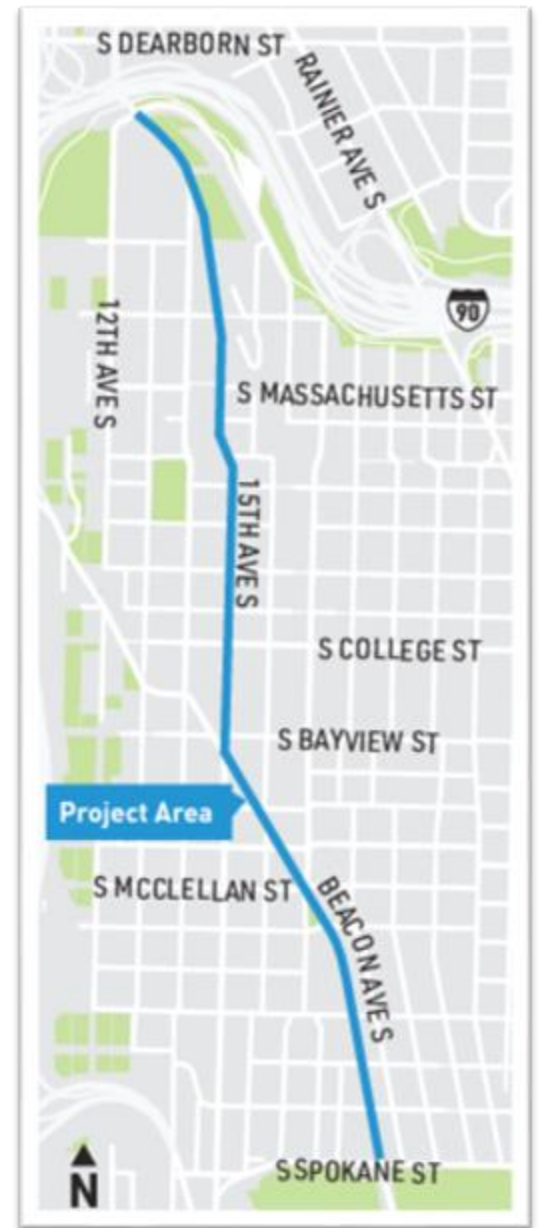 S DEARBORN ST
RAINIER AVE S
90
12TH AVE S
S MASSACHUSETTS ST
15TH AVE S
S COLLEGE ST
S BAYVIEW ST
Project Area
S MCCLELLAN ST
BEACON AVE S
S SPOKANE ST
N